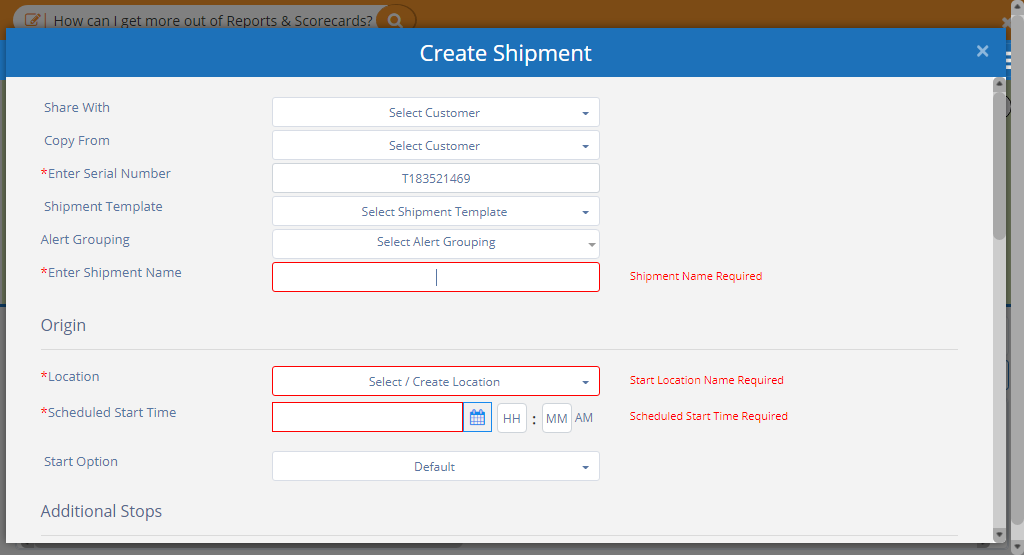 How can I get more out of Reports & Scorecards?
Create Shipment ×
Share With Select Customer
Copy From Select Customer
*Enter Serial Number T183521469
Shipment Template Select Shipment Template
Alert Grouping Select Alert Grouping
*Enter Shipment Name Shipment Name Required
Origin
*Location Select / Create Location Start Location Name Required
*Scheduled Start Time HH : MM AM Scheduled Start Time Required
Start Option Default
Additional Stops